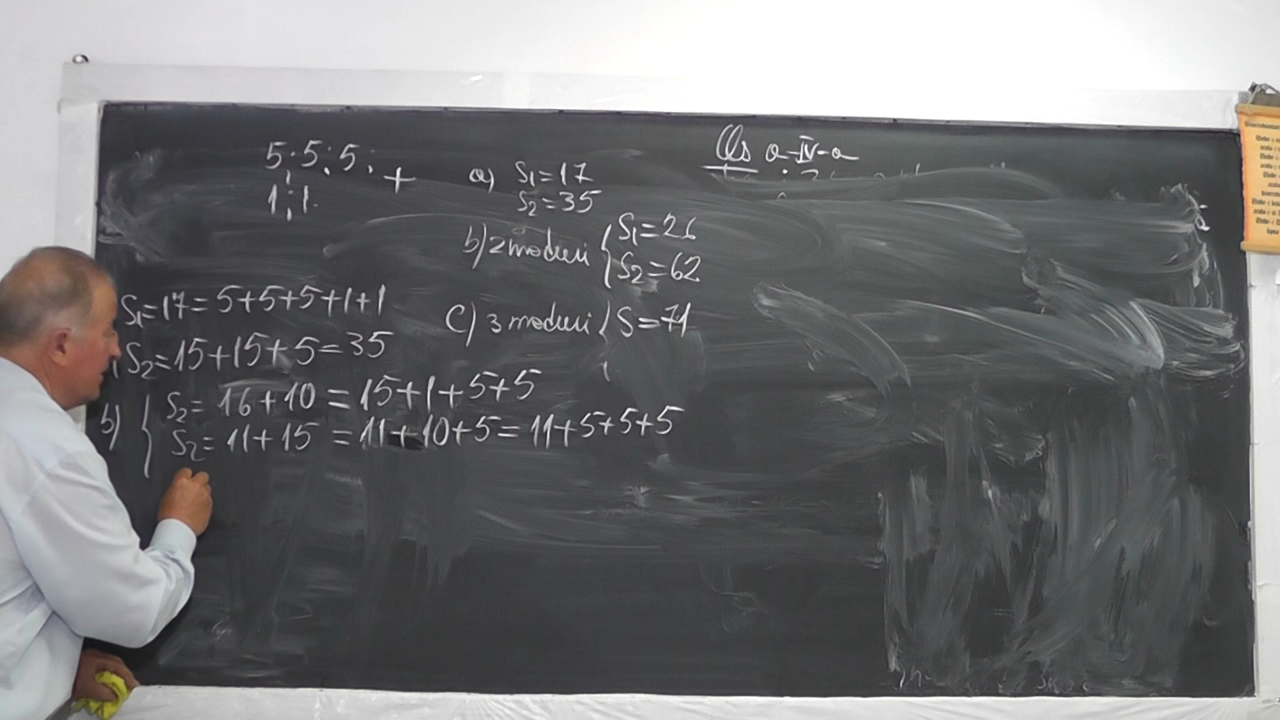 5; 5; 5; +
1; 1.
a) S₁=17
S₂=35
b) 2 moduri { S₁=26
S₂=62
c) 3 moduri { S=71
a-IV-a
S₁=17=5+5+5+1+1
S₂=15+15+5=35
b) { S₂=16+10=15+1+5+5
S₂=11+15=11+10+5=11+5+5+5